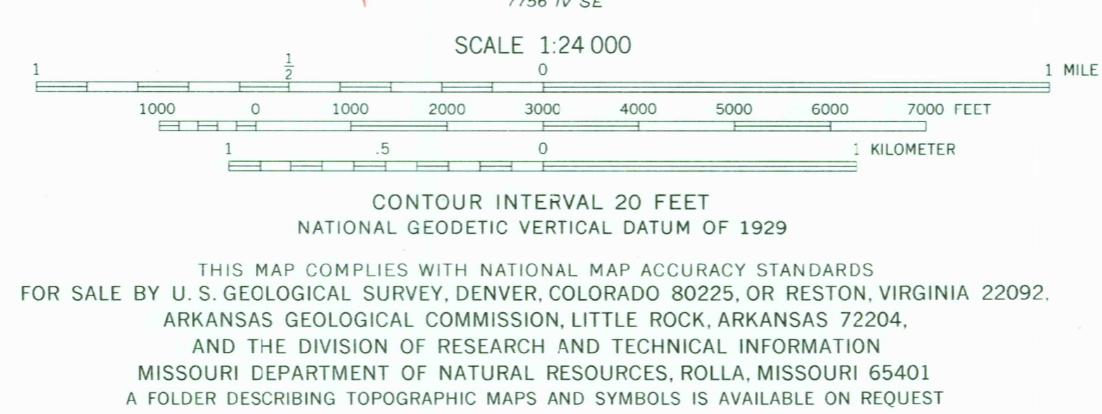 7756 IV SE
SCALE 1:24 000
1 1/2 0 1 MILE
1000 0 1000 2000 3000 4000 5000 6000 7000 FEET
1 .5 0 1 KILOMETER
CONTOUR INTERVAL 20 FEET
NATIONAL GEODETIC VERTICAL DATUM OF 1929
THIS MAP COMPLIES WITH NATIONAL MAP ACCURACY STANDARDS
FOR SALE BY U. S. GEOLOGICAL SURVEY, DENVER, COLORADO 80225, OR RESTON, VIRGINIA 22092,
ARKANSAS GEOLOGICAL COMMISSION, LITTLE ROCK, ARKANSAS 72204,
AND THE DIVISION OF RESEARCH AND TECHNICAL INFORMATION
MISSOURI DEPARTMENT OF NATURAL RESOURCES, ROLLA, MISSOURI 65401
A FOLDER DESCRIBING TOPOGRAPHIC MAPS AND SYMBOLS IS AVAILABLE ON REQUEST